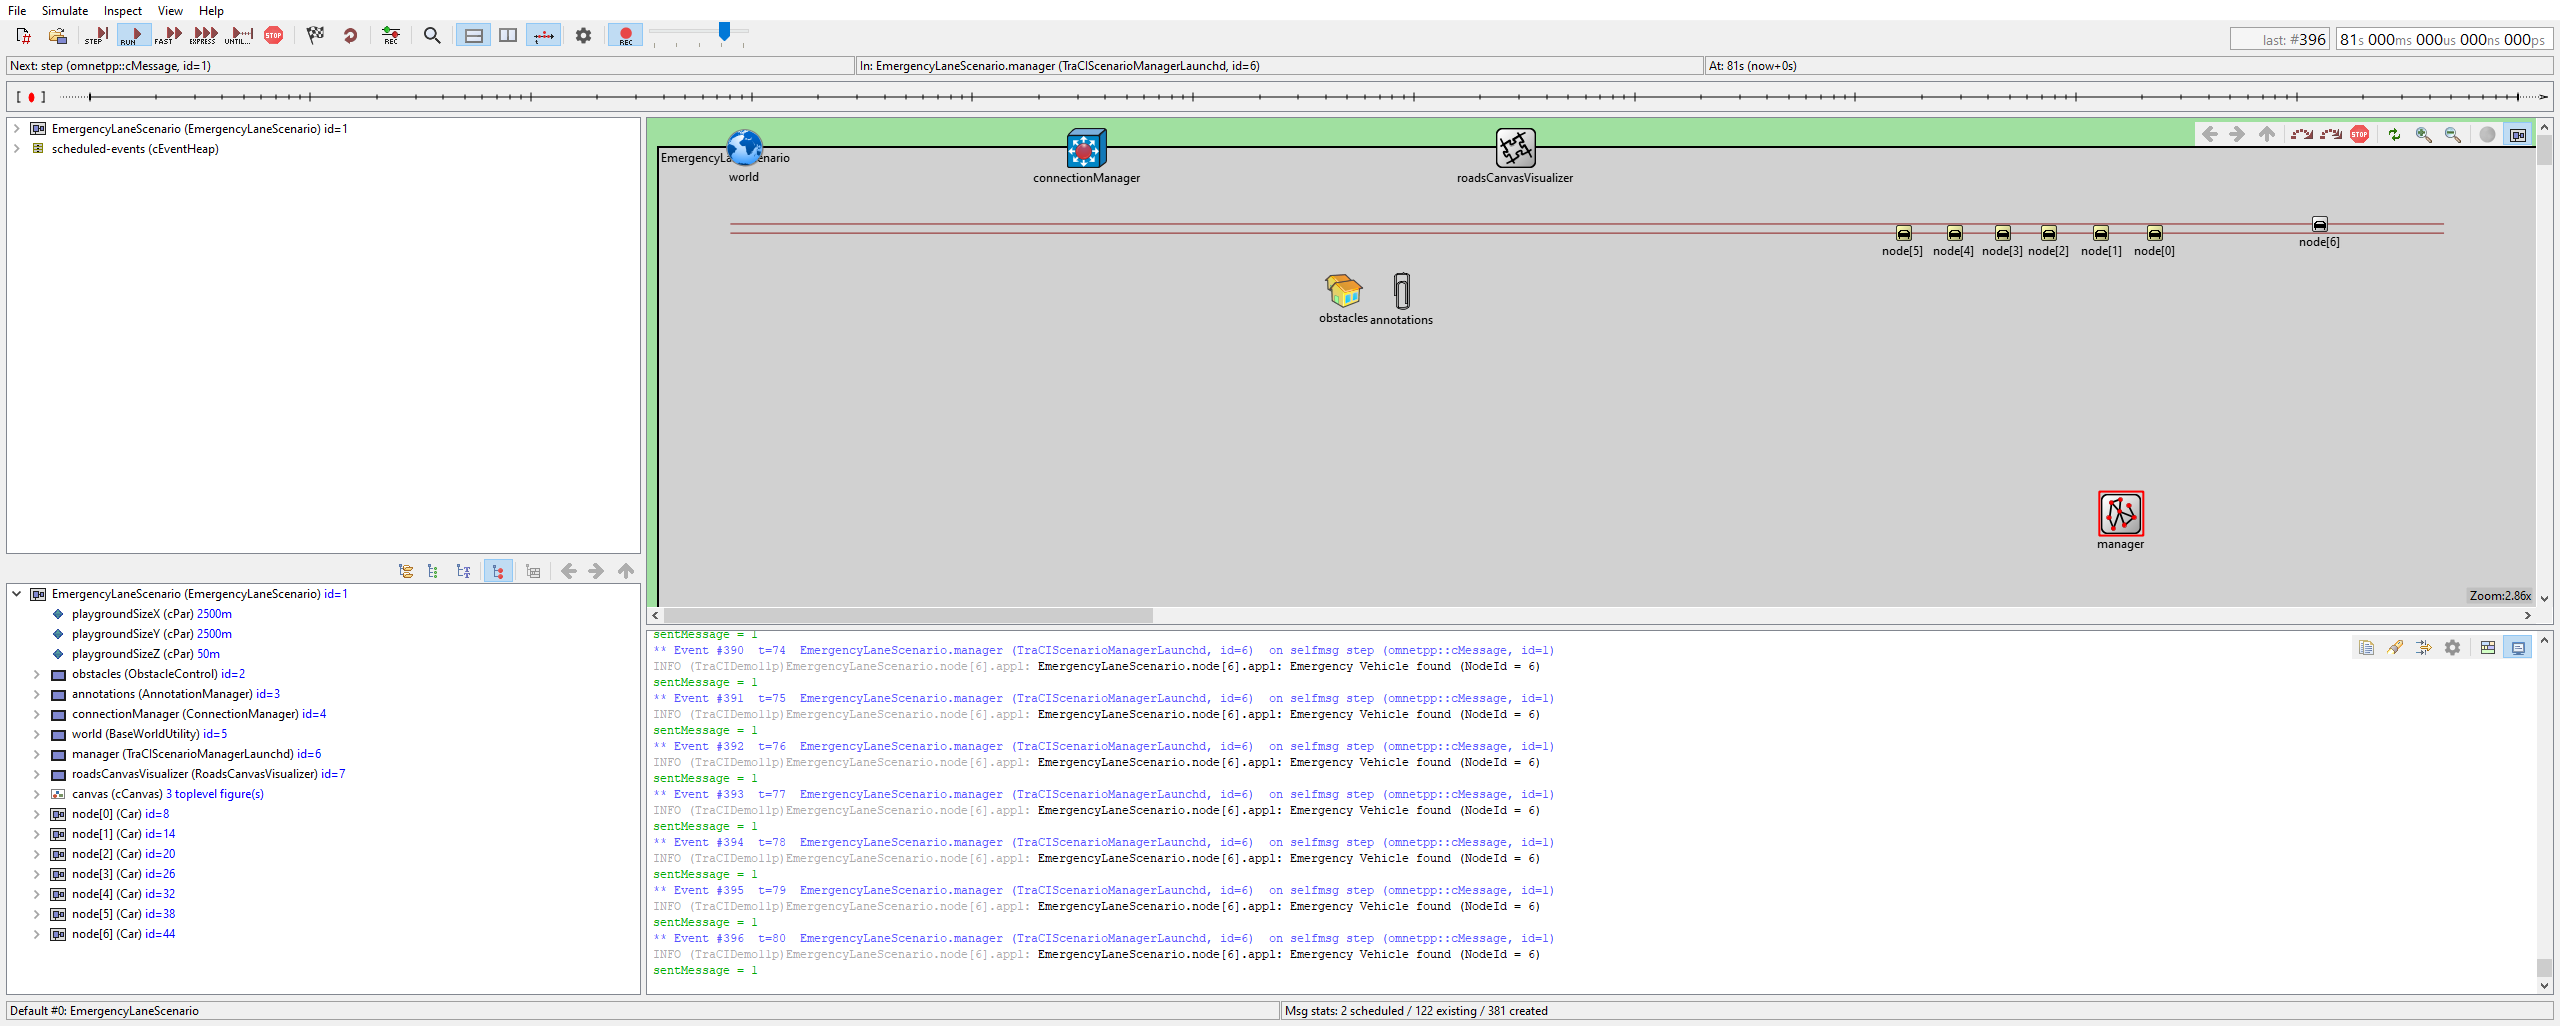 File Simulate Inspect View Help
STEP RUN FAST EXPRESS UNTIL... STOP REC REC last: #396 81s 000ms 000us 000ns 000ps
Next: step (omnetpp::cMessage, id=1) In: EmergencyLaneScenario.manager (TraCIScenarioManagerLaunchd, id=6) At: 81s (now+0s)
EmergencyLaneScenario (EmergencyLaneScenario) id=1
scheduled-events (cEventHeap)
STOP
world connectionManager roadsCanvasVisualizer
node[6]
node[5] node[4] node[3] node[2] node[1] node[0]
obstacles annotations
manager
Zoom:2.86x
EmergencyLaneScenario (EmergencyLaneScenario) id=1
playgroundSizeX (cPar) 2500m
playgroundSizeY (cPar) 2500m
playgroundSizeZ (cPar) 50m
obstacles (ObstacleControl) id=2
annotations (AnnotationManager) id=3
connectionManager (ConnectionManager) id=4
world (BaseWorldUtility) id=5
manager (TraCIScenarioManagerLaunchd) id=6
roadsCanvasVisualizer (RoadsCanvasVisualizer) id=7
canvas (cCanvas) 3 toplevel figure(s)
node[0] (Car) id=8
node[1] (Car) id=14
node[2] (Car) id=20
node[3] (Car) id=26
node[4] (Car) id=32
node[5] (Car) id=38
node[6] (Car) id=44
sentMessage = 1
** Event #390 t=74 EmergencyLaneScenario.manager (TraCIScenarioManagerLaunchd, id=6) on selfmsg step (omnetpp::cMessage, id=1)
INFO (TraCIDemo11p)EmergencyLaneScenario.node[6].appl: EmergencyLaneScenario.node[6].appl: Emergency Vehicle found (NodeId = 6)
sentMessage = 1
** Event #391 t=75 EmergencyLaneScenario.manager (TraCIScenarioManagerLaunchd, id=6) on selfmsg step (omnetpp::cMessage, id=1)
INFO (TraCIDemo11p)EmergencyLaneScenario.node[6].appl: EmergencyLaneScenario.node[6].appl: Emergency Vehicle found (NodeId = 6)
sentMessage = 1
** Event #392 t=76 EmergencyLaneScenario.manager (TraCIScenarioManagerLaunchd, id=6) on selfmsg step (omnetpp::cMessage, id=1)
INFO (TraCIDemo11p)EmergencyLaneScenario.node[6].appl: EmergencyLaneScenario.node[6].appl: Emergency Vehicle found (NodeId = 6)
sentMessage = 1
** Event #393 t=77 EmergencyLaneScenario.manager (TraCIScenarioManagerLaunchd, id=6) on selfmsg step (omnetpp::cMessage, id=1)
INFO (TraCIDemo11p)EmergencyLaneScenario.node[6].appl: EmergencyLaneScenario.node[6].appl: Emergency Vehicle found (NodeId = 6)
sentMessage = 1
** Event #394 t=78 EmergencyLaneScenario.manager (TraCIScenarioManagerLaunchd, id=6) on selfmsg step (omnetpp::cMessage, id=1)
INFO (TraCIDemo11p)EmergencyLaneScenario.node[6].appl: EmergencyLaneScenario.node[6].appl: Emergency Vehicle found (NodeId = 6)
sentMessage = 1
** Event #395 t=79 EmergencyLaneScenario.manager (TraCIScenarioManagerLaunchd, id=6) on selfmsg step (omnetpp::cMessage, id=1)
INFO (TraCIDemo11p)EmergencyLaneScenario.node[6].appl: EmergencyLaneScenario.node[6].appl: Emergency Vehicle found (NodeId = 6)
sentMessage = 1
** Event #396 t=80 EmergencyLaneScenario.manager (TraCIScenarioManagerLaunchd, id=6) on selfmsg step (omnetpp::cMessage, id=1)
INFO (TraCIDemo11p)EmergencyLaneScenario.node[6].appl: EmergencyLaneScenario.node[6].appl: Emergency Vehicle found (NodeId = 6)
sentMessage = 1
Default #0: EmergencyLaneScenario Msg stats: 2 scheduled / 122 existing / 381 created